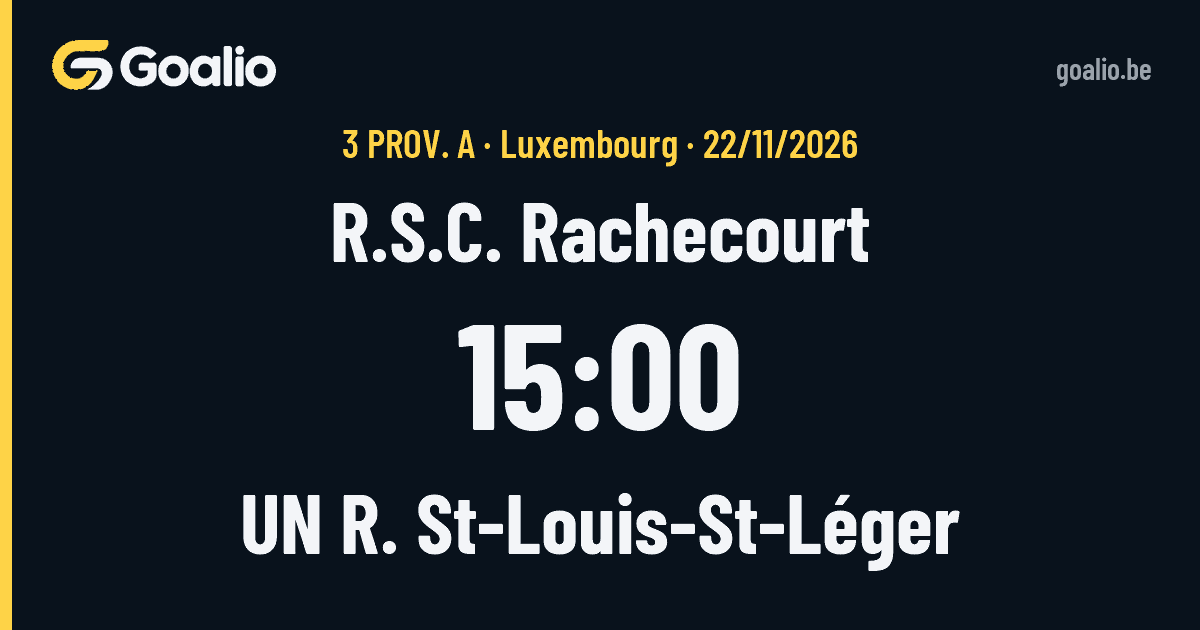 Goalio
goalio.be
3 PROV. A · Luxembourg · 22/11/2026
R.S.C. Rachecourt
15:00
UN R. St-Louis-St-Léger